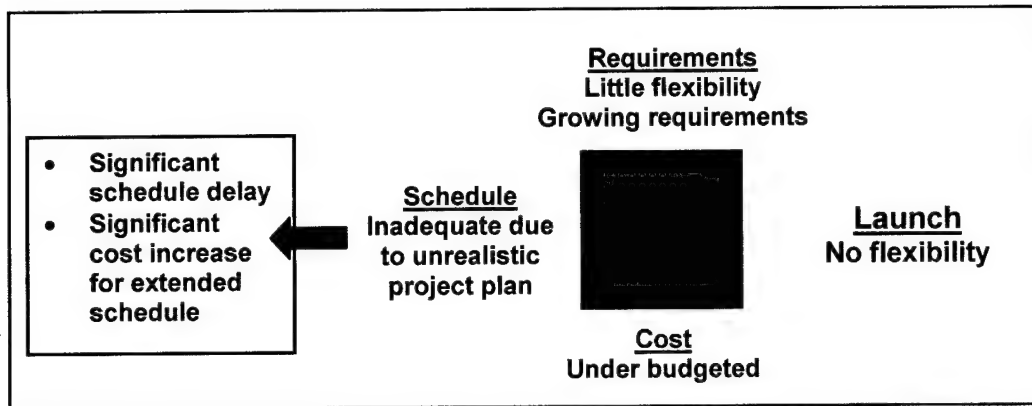 Requirements
Little flexibility
Growing requirements
• Significant
schedule delay
• Significant
cost increase
for extended
schedule
Schedule
Inadequate due
to unrealistic
project plan
Launch
No flexibility
Cost
Under budgeted